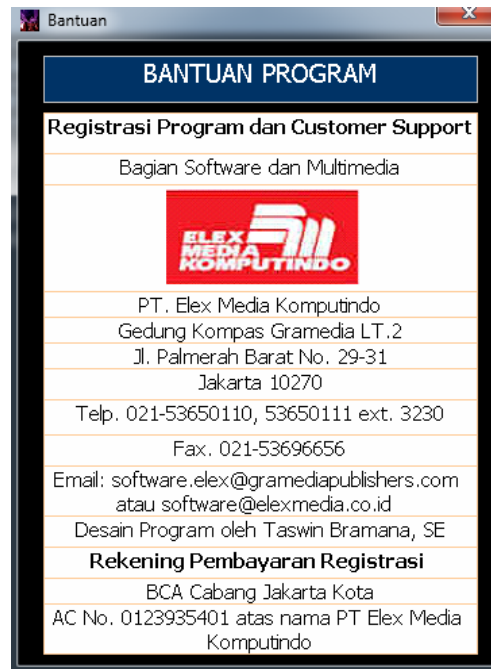 Bantuan
BANTUAN PROGRAM
Registrasi Program dan Customer Support
Bagian Software dan Multimedia
ELEX
MEDIA
KOMPUTINDO
PT. Elex Media Komputindo
Gedung Kompas Gramedia LT.2
Jl. Palmerah Barat No. 29-31
Jakarta 10270
Telp. 021-53650110, 53650111 ext. 3230
Fax. 021-53696656
Email: software.elex@gramediapublishers.com
atau software@elexmedia.co.id
Desain Program oleh Taswin Bramana, SE
Rekening Pembayaran Registrasi
BCA Cabang Jakarta Kota
AC No. 0123935401 atas nama PT Elex Media
Komputindo